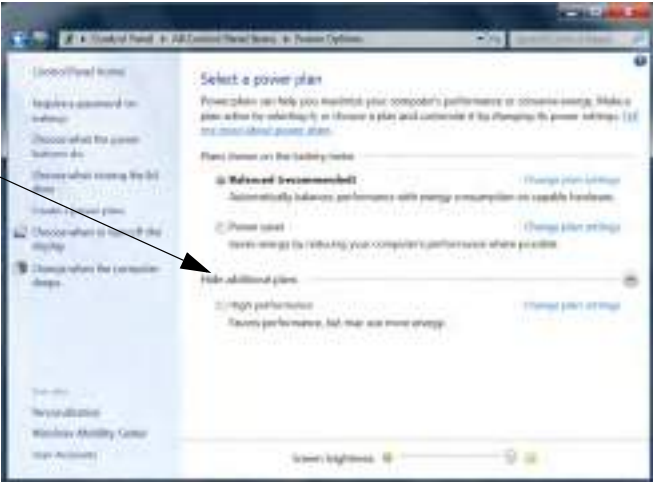 Control Panel ▸ All Control Panel Items ▸ Power Options
Control Panel Home
Require a password on wakeup
Choose what the power buttons do
Choose what closing the lid does
Create a power plan
Choose when to turn off the display
Change when the computer sleeps
See also
Personalization
Windows Mobility Center
User Accounts
Select a power plan
Power plans can help you maximize your computer's performance or conserve energy. Make a
plan active by selecting it, or choose a plan and customize it by changing its power settings. Tell
me more about power plans
Plans shown on the battery meter
Balanced (recommended)
Change plan settings
Automatically balances performance with energy consumption on capable hardware.
Power saver
Change plan settings
Saves energy by reducing your computer's performance where possible.
Hide additional plans
High performance
Change plan settings
Favors performance, but may use more energy.
Screen brightness: